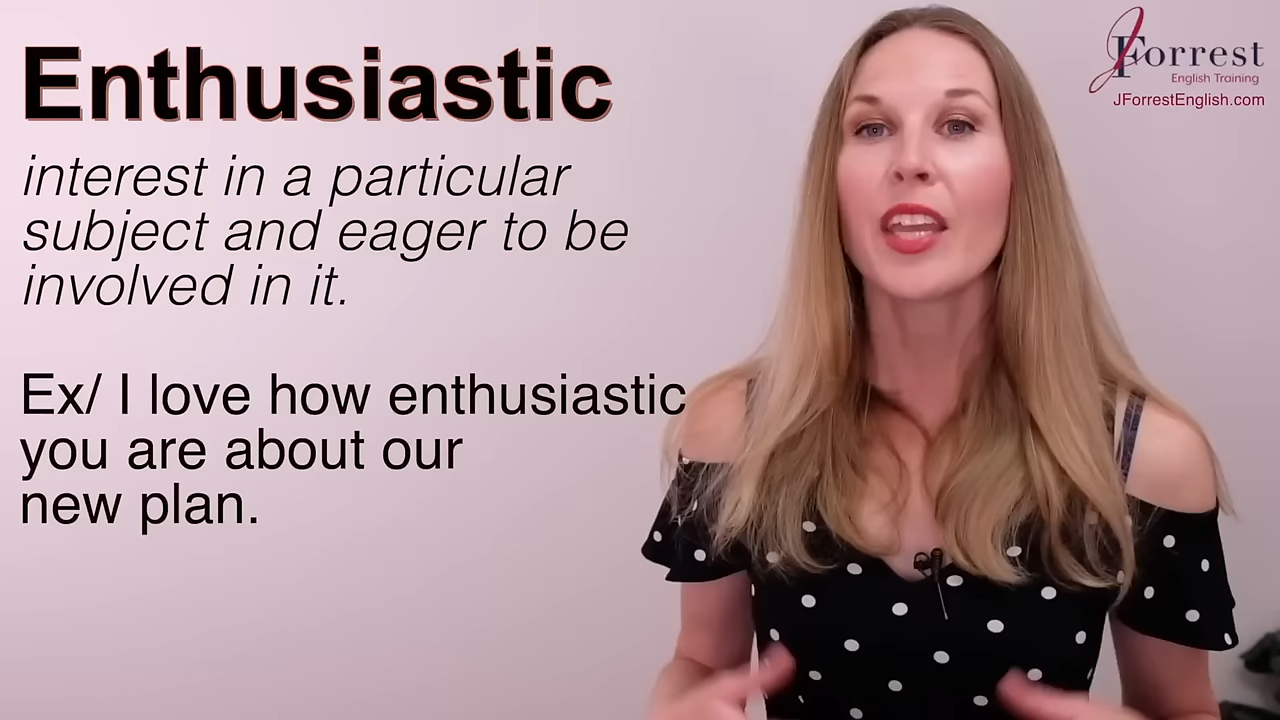 Enthusiastic
interest in a particular
subject and eager to be
involved in it.
Ex/ I love how enthusiastic
you are about our
new plan.
JForrest
English Training
JForrestEnglish.com